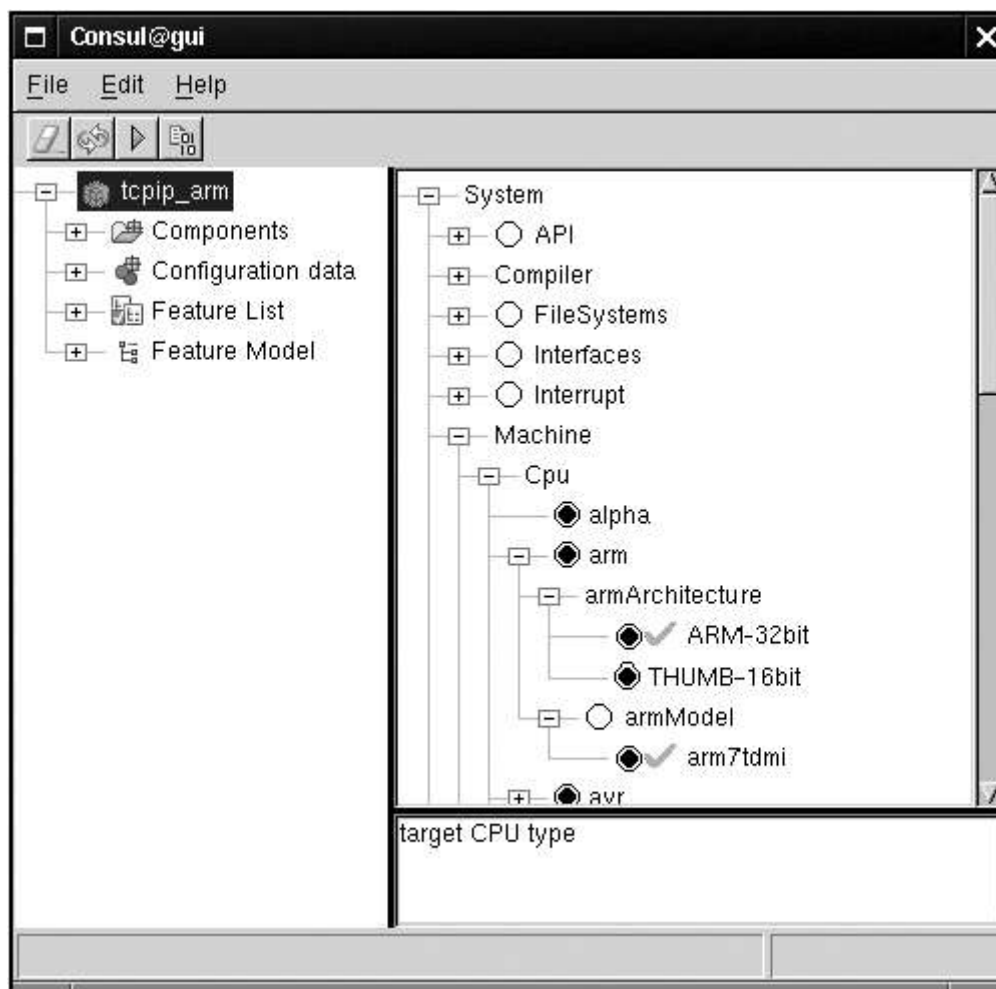 Consul@gui
File Edit Help
tcpip_arm
Components
Configuration data
Feature List
Feature Model
System
API
Compiler
FileSystems
Interfaces
Interrupt
Machine
Cpu
alpha
arm
armArchitecture
ARM-32bit
THUMB-16bit
armModel
arm7tdmi
avr
target CPU type